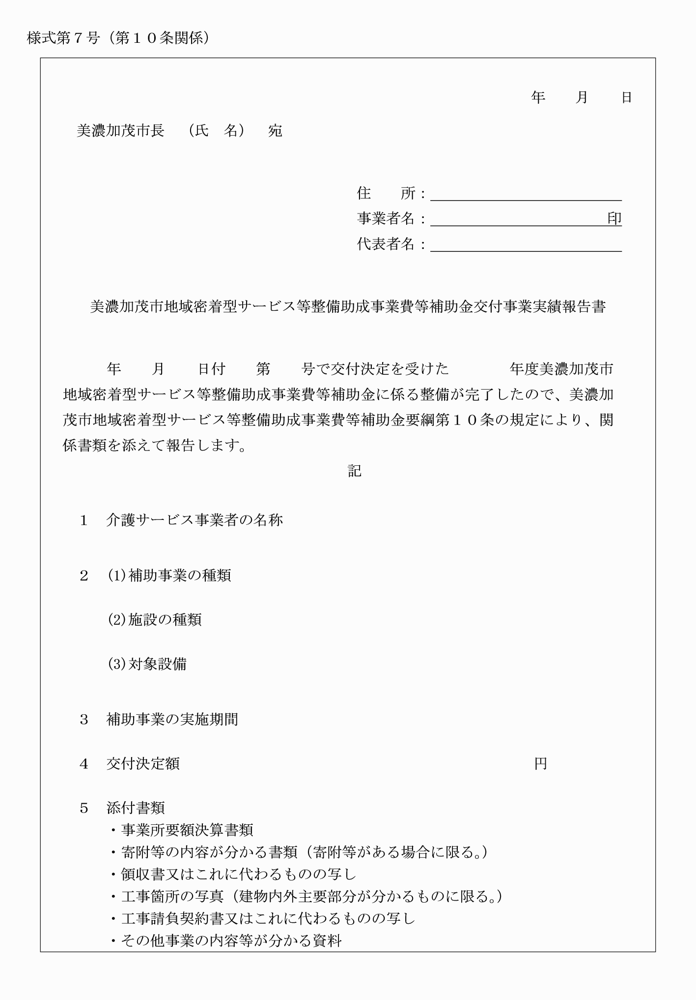 様式第７号（第１０条関係）
年　　月　　日
美濃加茂市長　（氏　名）　宛
住　　所：
事業者名：　　　　　　　　　　　　印
代表者名：
美濃加茂市地域密着型サービス等整備助成事業費等補助金交付事業実績報告書
年　　月　　日付　　第　　号で交付決定を受けた　　　　年度美濃加茂市
地域密着型サービス等整備助成事業費等補助金に係る整備が完了したので、美濃加
茂市地域密着型サービス等整備助成事業費等補助金要綱第１０条の規定により、関
係書類を添えて報告します。
記
１　介護サービス事業者の名称
２　(1)補助事業の種類
(2)施設の種類
(3)対象設備
３　補助事業の実施期間
４　交付決定額　　　　　　　　　　　　円
５　添付書類
・事業所要額決算書類
・寄附等の内容が分かる書類（寄附等がある場合に限る。）
・領収書又はこれに代わるものの写し
・工事箇所の写真（建物内外主要部分が分かるものに限る。）
・工事請負契約書又はこれに代わるものの写し
・その他事業の内容等が分かる資料